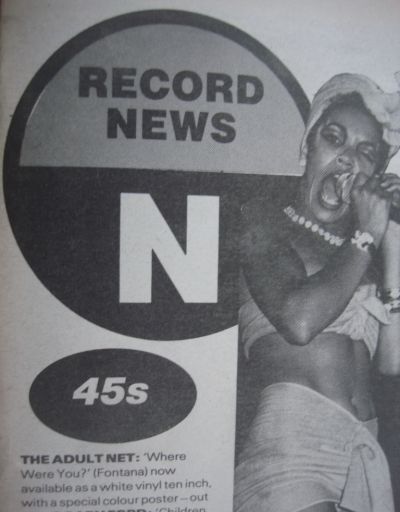 RECORD
NEWS
N
45s
THE ADULT NET: ‘Where
Were You?’ (Fontana) now
available as a white vinyl ten inch,
with a special colour poster — out
‘Children